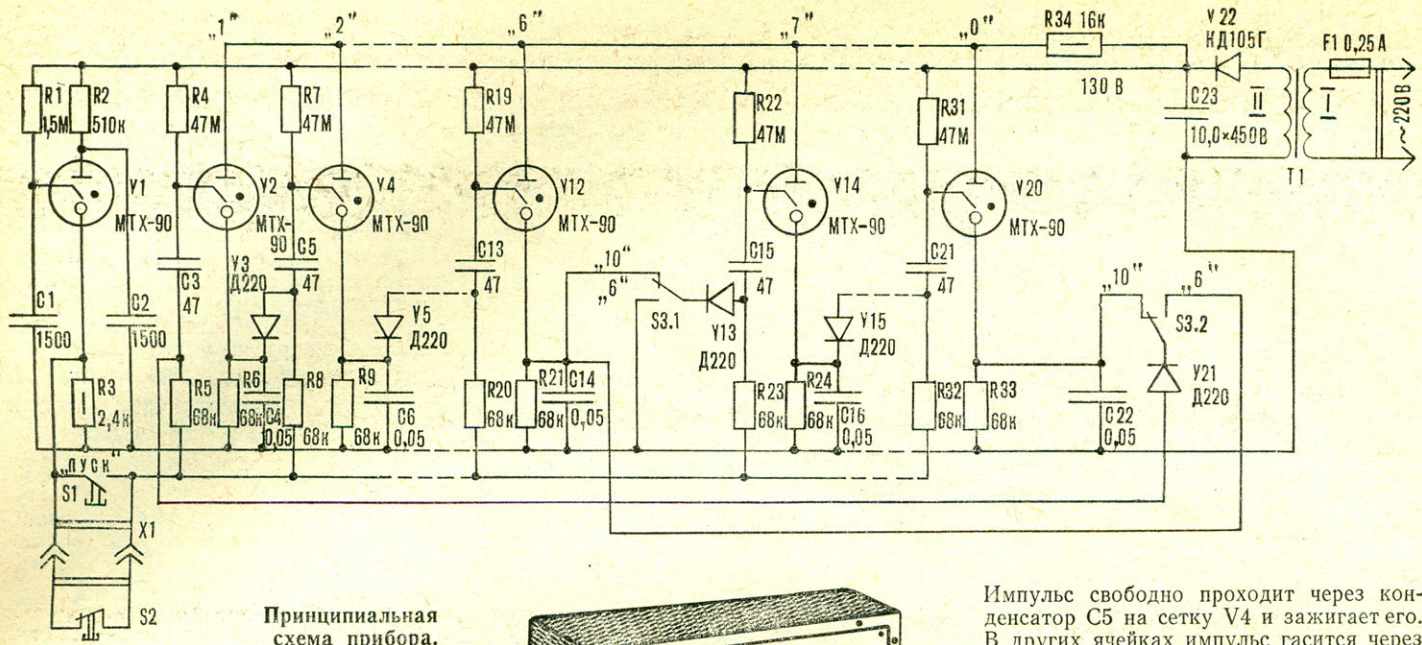 „1"
„2"
„6"
„7"
„0"
R34 16к
V 22
КД105Г
F1 0,25А
R1
1,5М
R2
510к
R4
47М
R7
47М
R19
47М
R22
47М
R31
47М
130 В
C23
10,0×450В
II
I
T1
~220В
V1
МТХ-90
V2
МТХ-
90
V4
МТХ-90
V12
МТХ-90
V14
МТХ-90
V20
МТХ-90
C1
1500
C2
1500
C3
47
V3
Д220
C5
47
V5
Д220
C13
47
„10"
„6"
S3.1
V13
Д220
C15
47
V15
Д220
C21
47
„10"
„6"
S3.2
V21
Д220
R3
2,4к
R5
68к
R6
68к
C4
0,05
R8
68к
R9
68к
C6
0,05
R20
68к
R21
68к
C14
0,05
R23
68к
R24
68к
C16
0,05
R32
68к
R33
68к
C22
0,05
„ПУСК"
S1
X1
S2
Принципиальная
схема прибора.
Импульс свободно проходит через кон-
денсатор С5 на сетку V4 и зажигает его.
В других ячейках импульс гасится через